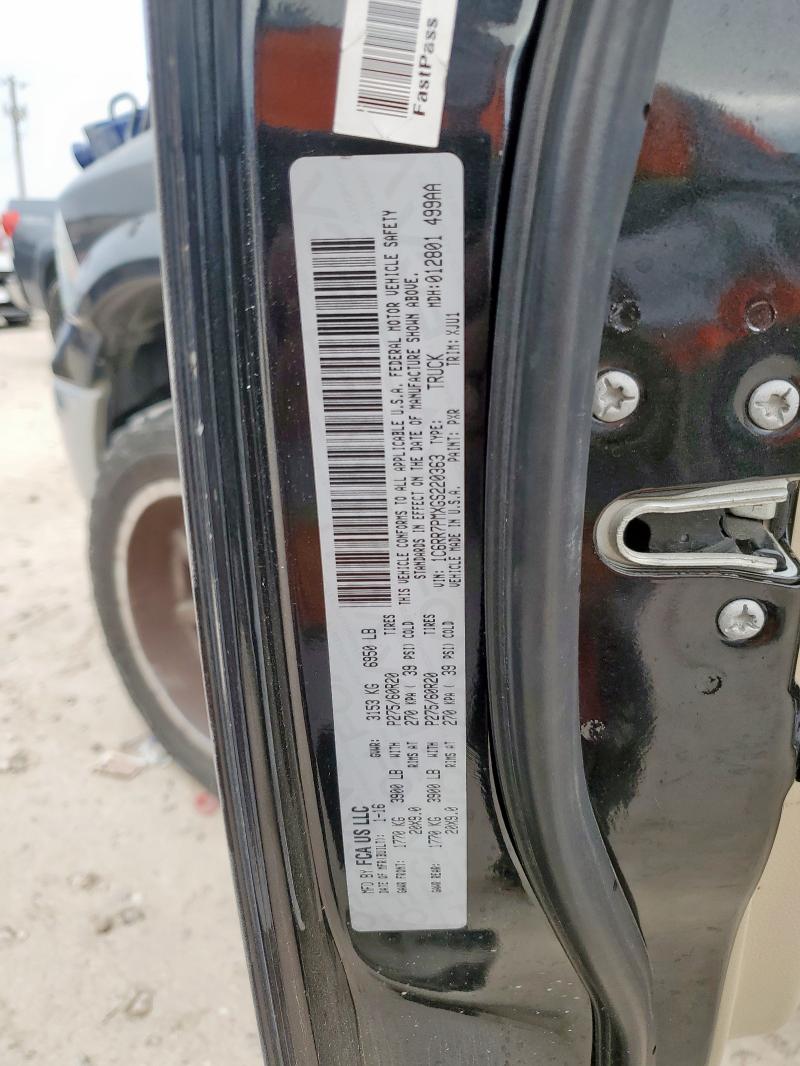 FastPass
MFD BY FCA US LLC
DATE OF MFR(BUILT): 1-16 GVWR: 3153 KG 6950 LB
GAWR FRONT: 1770 KG 3900 LB WITH P275/60R20 TIRES
20X9.0 RIMS AT 270 KPA ( 39 PSI) COLD
GAWR REAR: 1770 KG 3900 LB WITH P275/60R20 TIRES
20X9.0 RIMS AT 270 KPA ( 39 PSI) COLD
THIS VEHICLE CONFORMS TO ALL APPLICABLE U.S.A. FEDERAL MOTOR VEHICLE SAFETY
STANDARDS IN EFFECT ON THE DATE OF MANUFACTURE SHOWN ABOVE.
VIN: 1C6RR7PMXGS220363 TYPE: TRUCK MDH:012801 499AA
VEHICLE MADE IN U.S.A. PAINT: PXR TRIM: XJU1